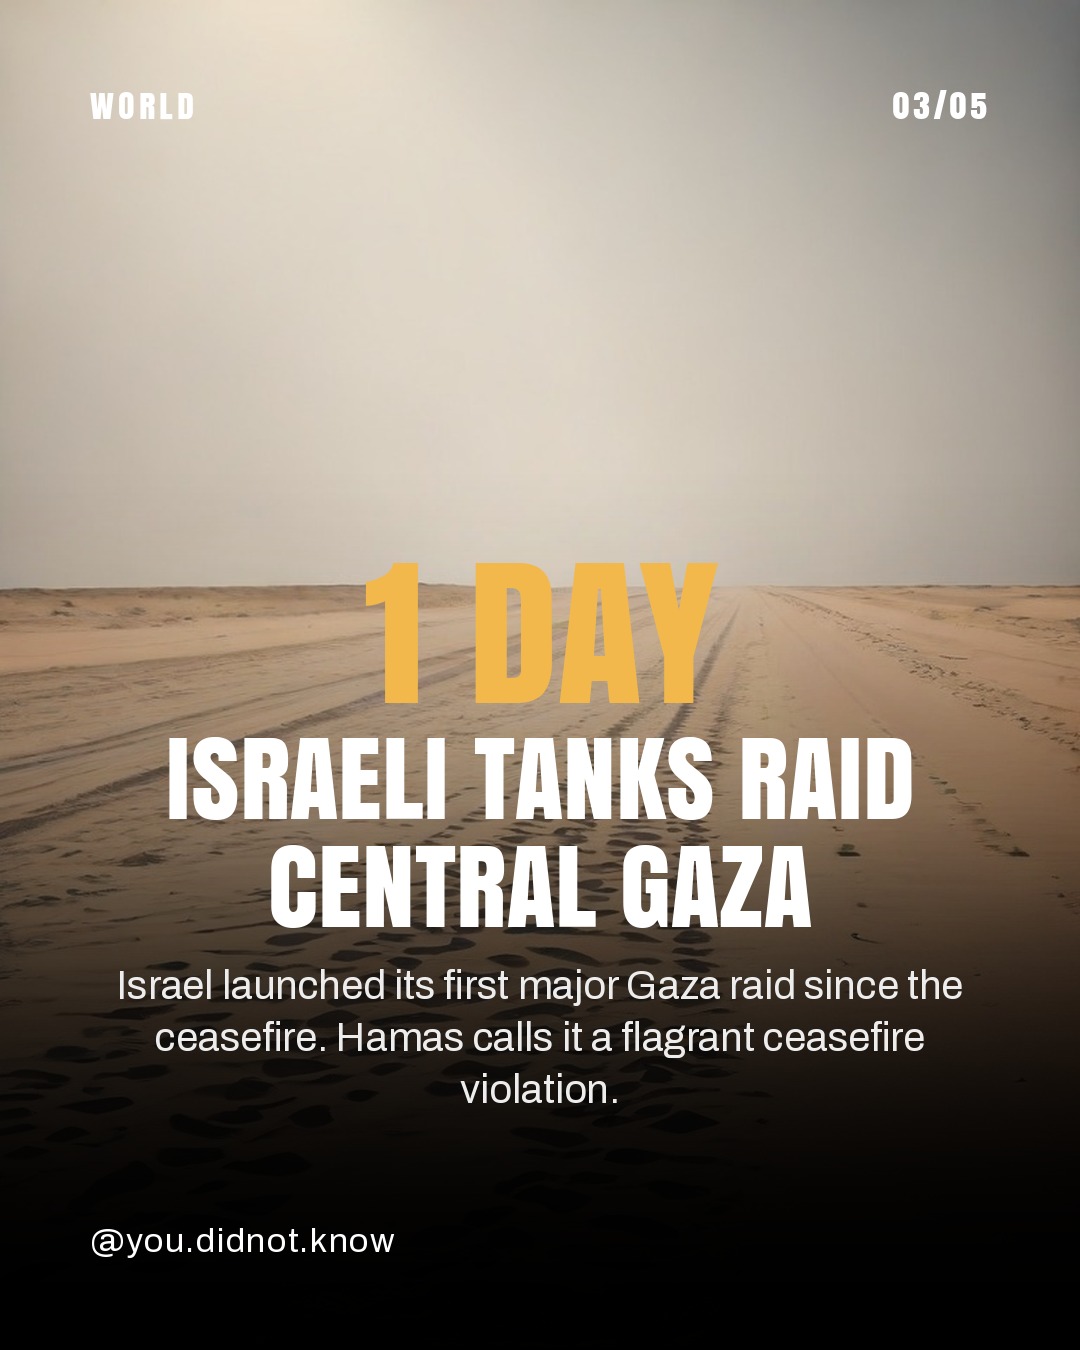 WORLD
03/05
1 DAY
ISRAELI TANKS RAID
CENTRAL GAZA
Israel launched its first major Gaza raid since the
ceasefire. Hamas calls it a flagrant ceasefire
violation.
@you.didnot.know